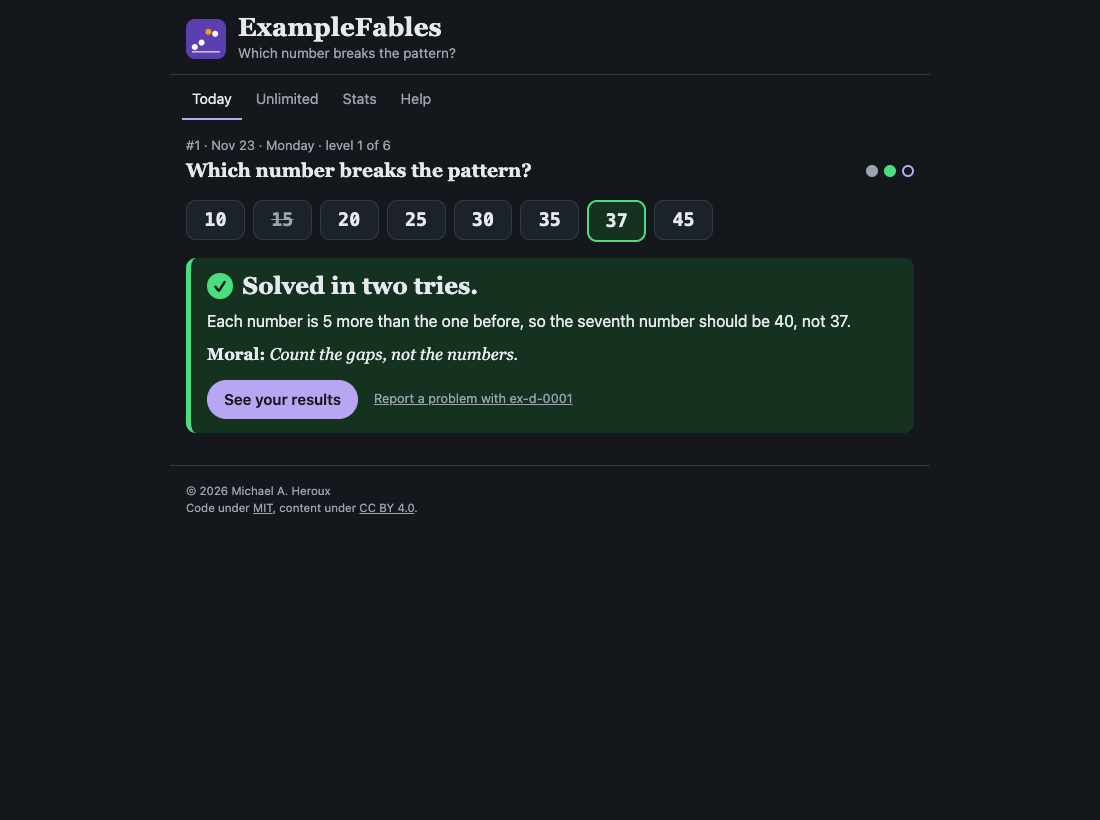 ExampleFables
Which number breaks the pattern?
Today Unlimited Stats Help
#1 · Nov 23 · Monday · level 1 of 6
Which number breaks the pattern?
10 15 20 25 30 35 37 45
Solved in two tries.
Each number is 5 more than the one before, so the seventh number should be 40, not 37.
Moral: Count the gaps, not the numbers.
See your results Report a problem with ex-d-0001
© 2026 Michael A. Heroux
Code under MIT, content under CC BY 4.0.